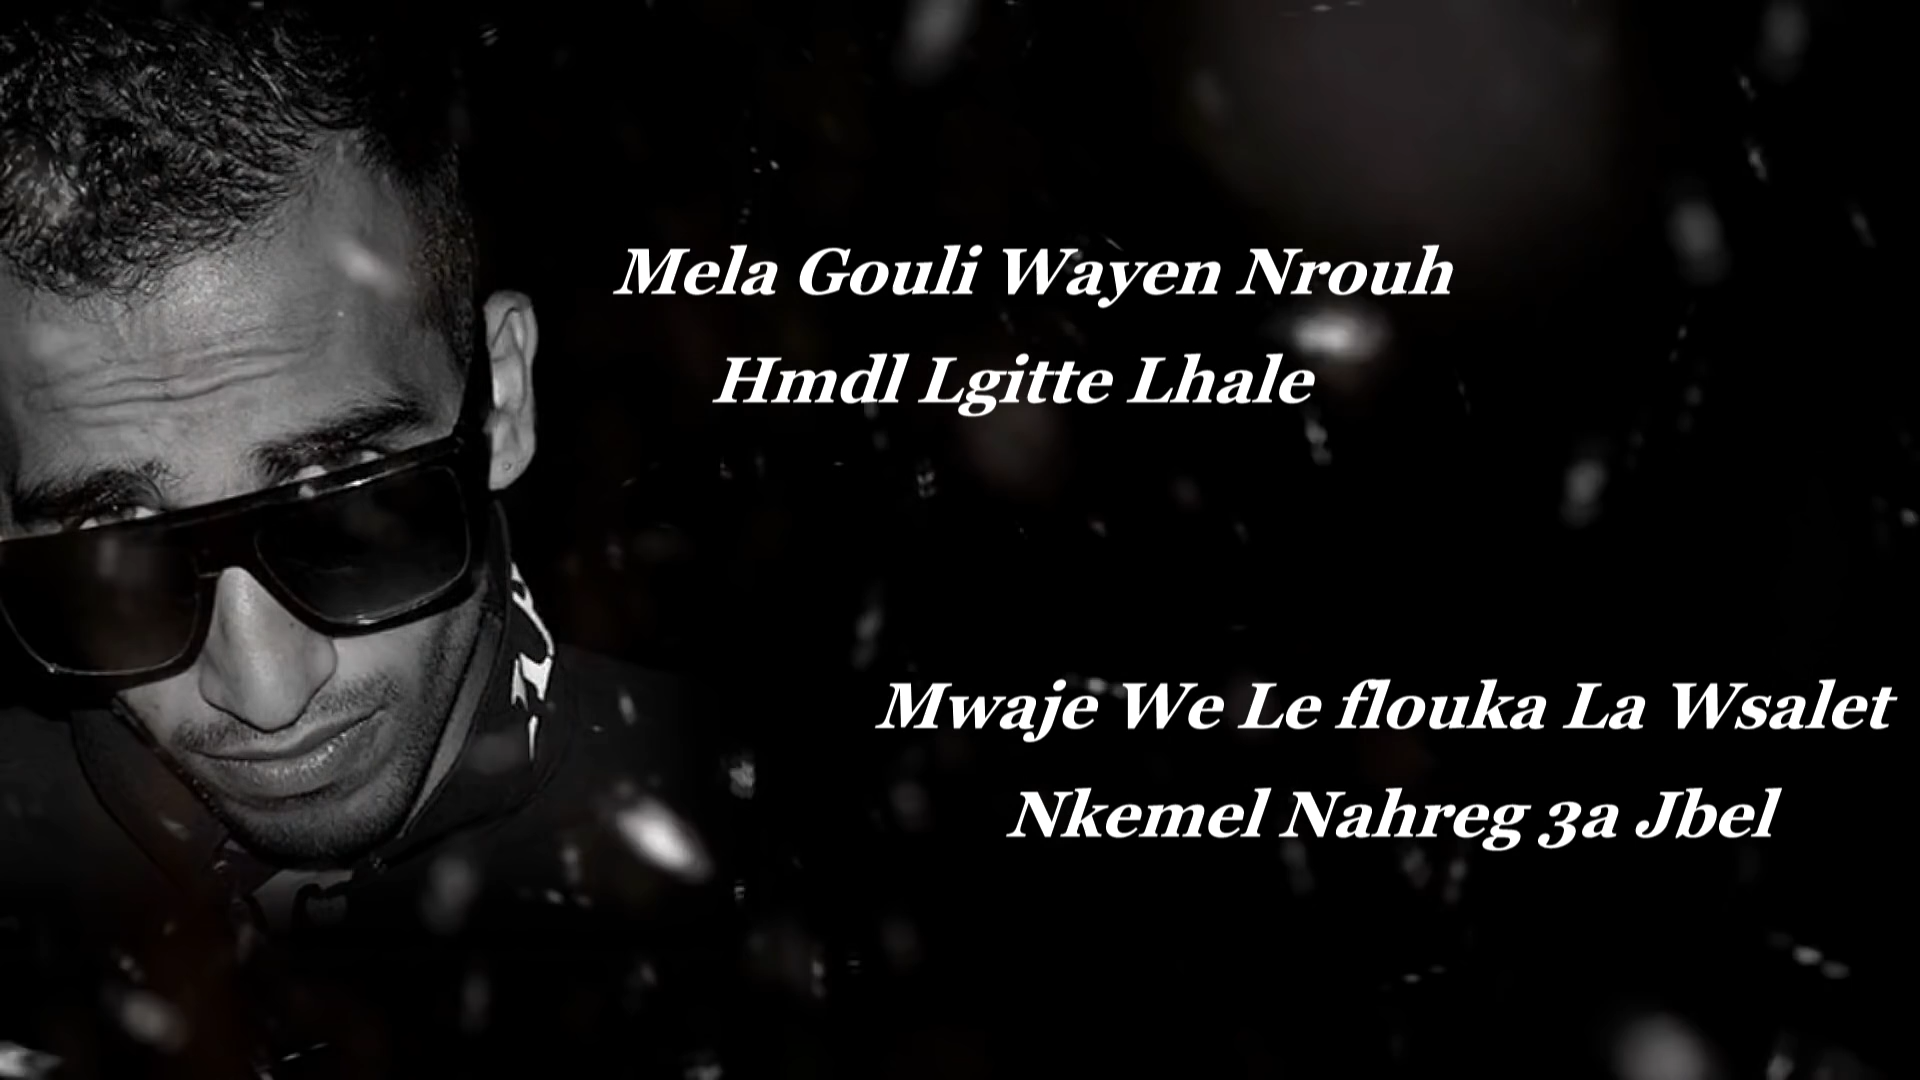 Mela Gouli Wayen Nrouh
Hmdl Lgitte Lhale
Mwaje We Le flouka La Wsalet
Nkemel Nahreg 3a Jbel